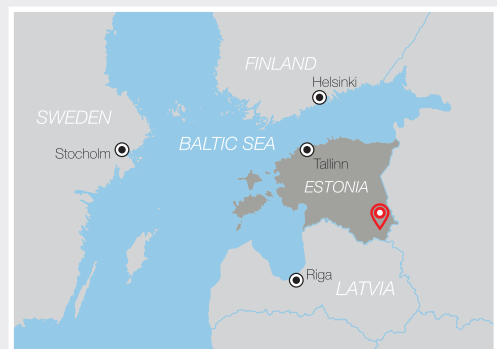 FINLAND
Helsinki
SWEDEN
BALTIC SEA
Stocholm
Tallinn
ESTONIA
Riga
LATVIA